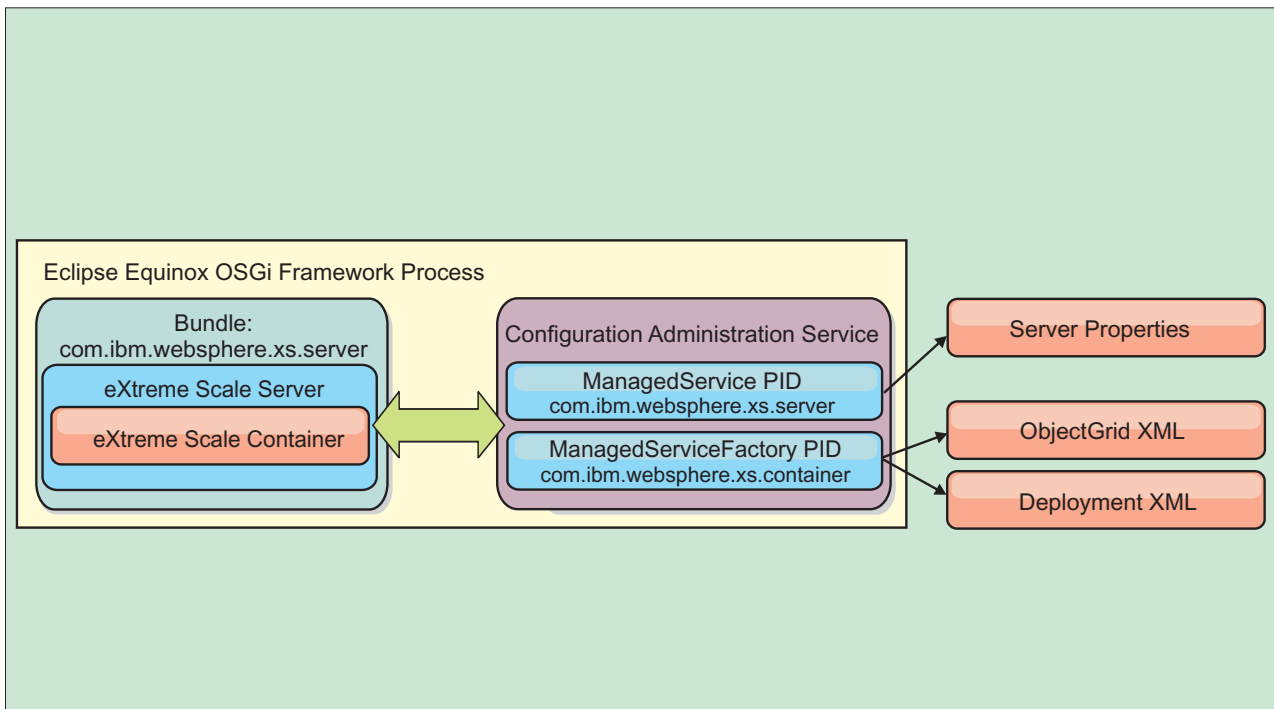 Eclipse Equinox OSGi Framework Process
Bundle:
com.ibm.websphere.xs.server
eXtreme Scale Server
eXtreme Scale Container
Configuration Administration Service
ManagedService PID
com.ibm.websphere.xs.server
ManagedServiceFactory PID
com.ibm.websphere.xs.container
Server Properties
ObjectGrid XML
Deployment XML